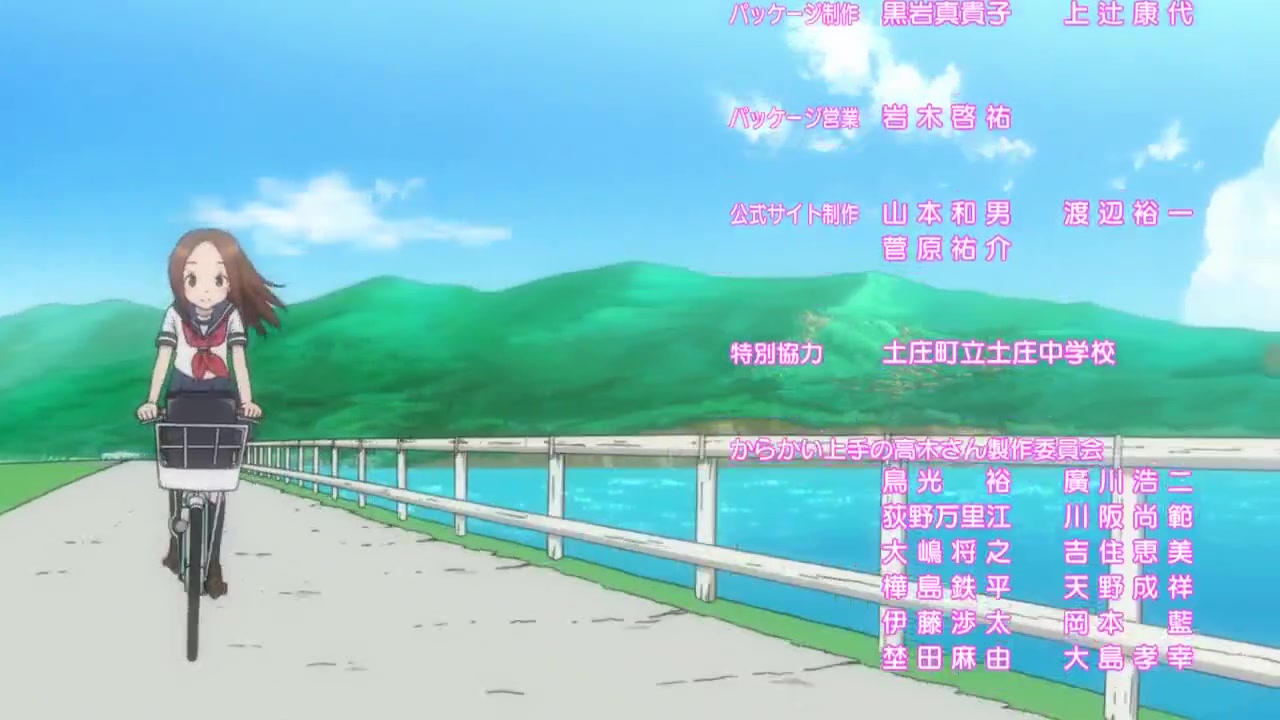 パッケージ制作 黒岩真貴子 上辻康代
パッケージ営業 岩木啓祐
公式サイト制作 山本和男 渡辺裕一
菅原祐介
特別協力 土庄町立土庄中学校
からかい上手の高木さん製作委員会
鳥光 裕 廣川浩二
荻野万里江 川阪尚範
大嶋将之 吉住恵美
樺島鉄平 天野成祥
伊藤渉太 岡本 藍
埜田麻由 大島孝幸